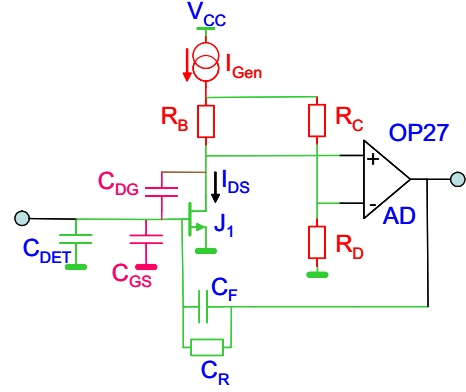 VCC
IGen
RB
RC
OP27
CDG
IDS
+
-
AD
J1
CDET
CGS
RD
CF
CR